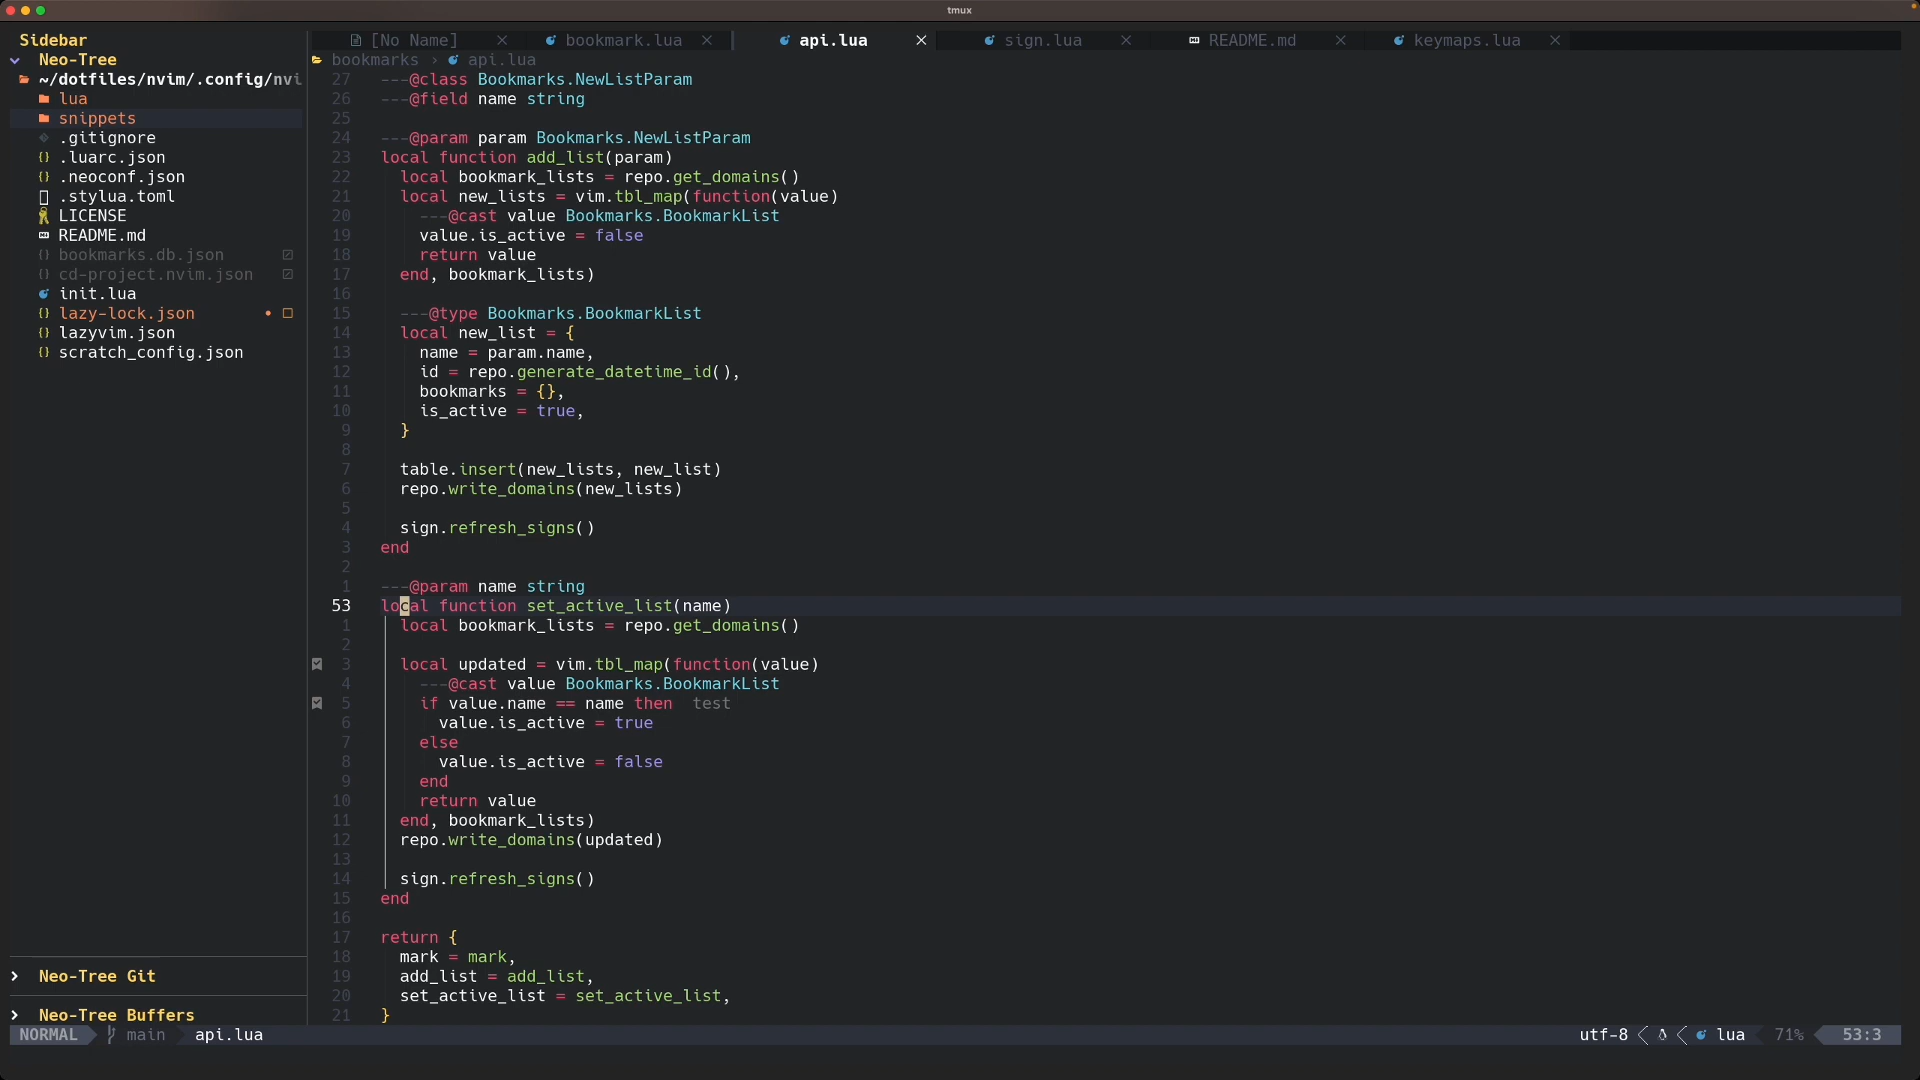 tmux
Sidebar
Neo-Tree
~/dotfiles/nvim/.config/nvi
lua
snippets
.gitignore
.luarc.json
.neoconf.json
.stylua.toml
LICENSE
README.md
bookmarks.db.json
cd-project.nvim.json
init.lua
lazy-lock.json
lazyvim.json
scratch_config.json
Neo-Tree Git
Neo-Tree Buffers
[No Name] bookmark.lua api.lua sign.lua README.md keymaps.lua
bookmarks › api.lua
27 ---@class Bookmarks.NewListParam
26 ---@field name string
25
24 ---@param param Bookmarks.NewListParam
23 local function add_list(param)
22   local bookmark_lists = repo.get_domains()
21   local new_lists = vim.tbl_map(function(value)
20     ---@cast value Bookmarks.BookmarkList
19     value.is_active = false
18     return value
17   end, bookmark_lists)
16
15   ---@type Bookmarks.BookmarkList
14   local new_list = {
13     name = param.name,
12     id = repo.generate_datetime_id(),
11     bookmarks = {},
10     is_active = true,
9   }
8
7   table.insert(new_lists, new_list)
6   repo.write_domains(new_lists)
5
4   sign.refresh_signs()
3 end
2
1 ---@param name string
53 local function set_active_list(name)
1   local bookmark_lists = repo.get_domains()
2
3   local updated = vim.tbl_map(function(value)
4     ---@cast value Bookmarks.BookmarkList
5     if value.name == name then  test
6       value.is_active = true
7     else
8       value.is_active = false
9     end
10     return value
11   end, bookmark_lists)
12   repo.write_domains(updated)
13
14   sign.refresh_signs()
15 end
16
17 return {
18   mark = mark,
19   add_list = add_list,
20   set_active_list = set_active_list,
21 }
NORMAL main api.lua utf-8 lua 71% 53:3